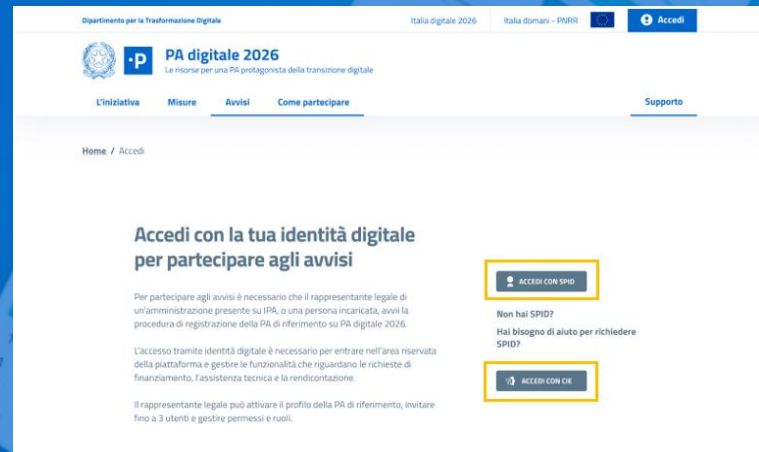 Dipartimento per la Trasformazione Digitale
Italia digitale 2026
Italia domani - PNRR
Accedi
·P
PA digitale 2026
Le risorse per una PA protagonista della transizione digitale
L'iniziativa
Misure
Avvisi
Come partecipare
Supporto
Home / Accedi
Accedi con la tua identità digitale
per partecipare agli avvisi
ACCEDI CON SPID
Per partecipare agli avvisi è necessario che il rappresentante legale di
un'amministrazione presente su IPA, o una persona incaricata, avvii la
procedura di registrazione della PA di riferimento su PA digitale 2026.
Non hai SPID?
Hai bisogno di aiuto per richiedere
SPID?
L'accesso tramite identità digitale è necessario per entrare nell'area riservata
della piattaforma e gestire le funzionalità che riguardano le richieste di
finanziamento, l'assistenza tecnica e la rendicontazione.
ACCEDI CON CIE
Il rappresentante legale può attivare il profilo della PA di riferimento, invitare
fino a 3 utenti e gestire permessi e ruoli.